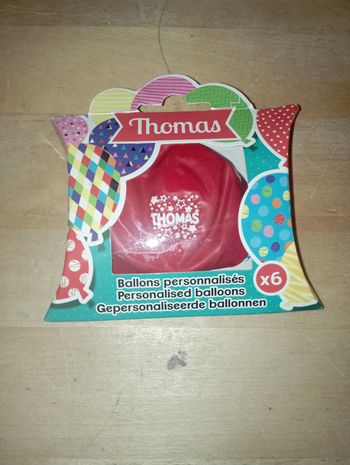 Thomas
THOMAS
Ballons personnalisés
Personalised balloons
Gepersonaliseerde ballonnen
x6